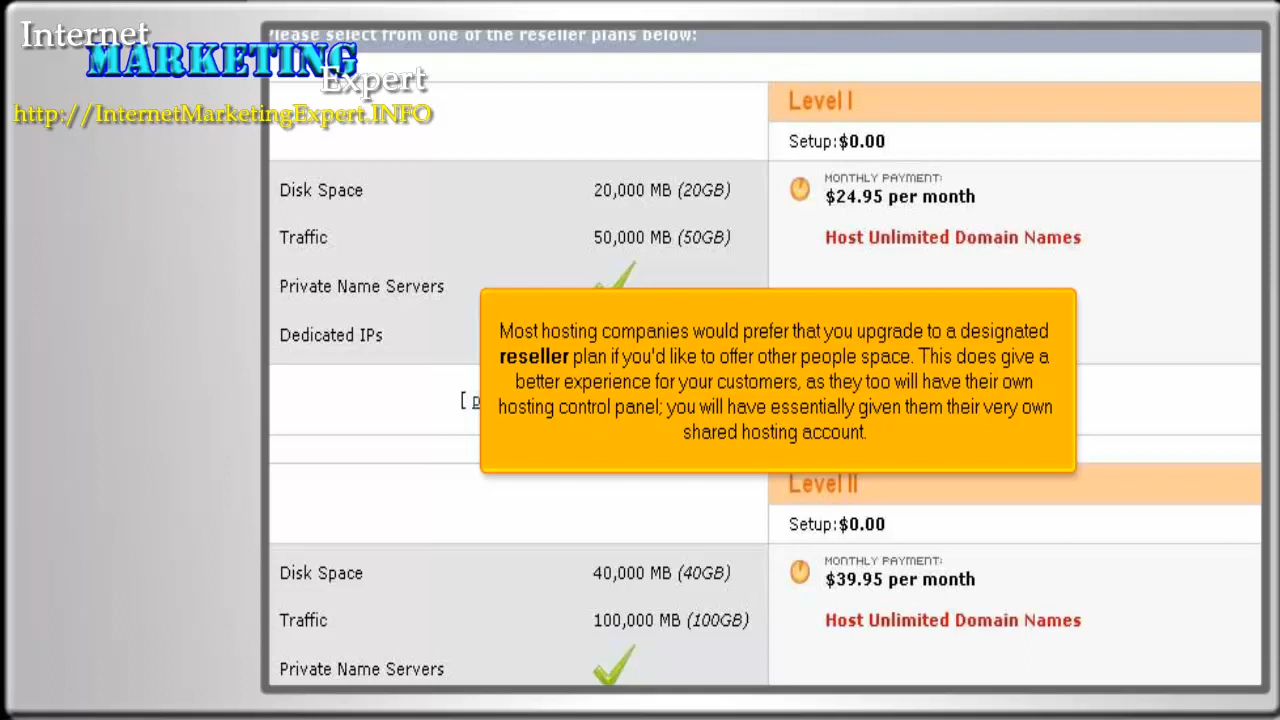 Internet
MARKETING
Expert
http://InternetMarketingExpert.INFO
Please select from one of the reseller plans below:
Level I
Setup:$0.00
Disk Space 20,000 MB (20GB)
MONTHLY PAYMENT:
$24.95 per month
Traffic 50,000 MB (50GB)
Host Unlimited Domain Names
Private Name Servers
Dedicated IPs
[
Most hosting companies would prefer that you upgrade to a designated
reseller plan if you'd like to offer other people space. This does give a
better experience for your customers, as they too will have their own
hosting control panel; you will have essentially given them their very own
shared hosting account.
Level II
Setup:$0.00
Disk Space 40,000 MB (40GB)
MONTHLY PAYMENT:
$39.95 per month
Traffic 100,000 MB (100GB)
Host Unlimited Domain Names
Private Name Servers